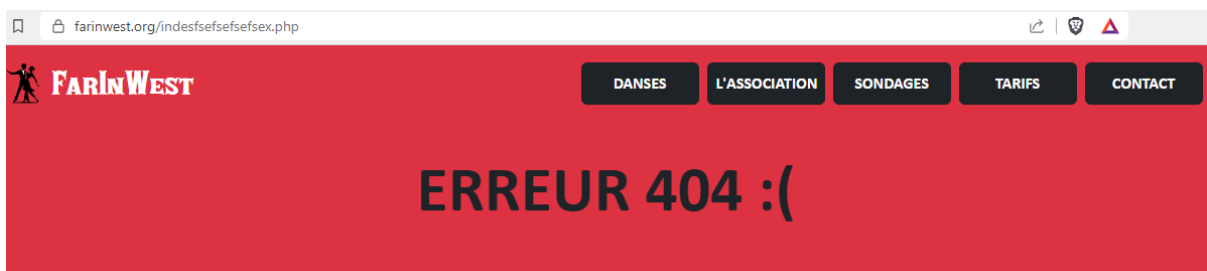 farinwest.org/indesfsefsefsefsex.php
FarInWest
DANSES
L'ASSOCIATION
SONDAGES
TARIFS
CONTACT
ERREUR 404 :(